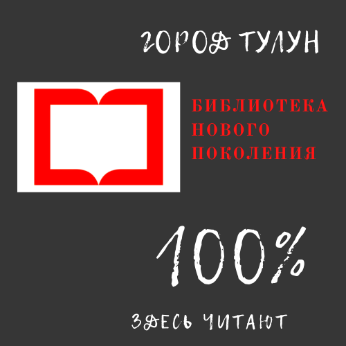 ГОРОД ТУЛУН
БИБЛИОТЕКА
НОВОГО
ПОКОЛЕНИЯ
100%
ЗДЕСЬ ЧИТАЮТ